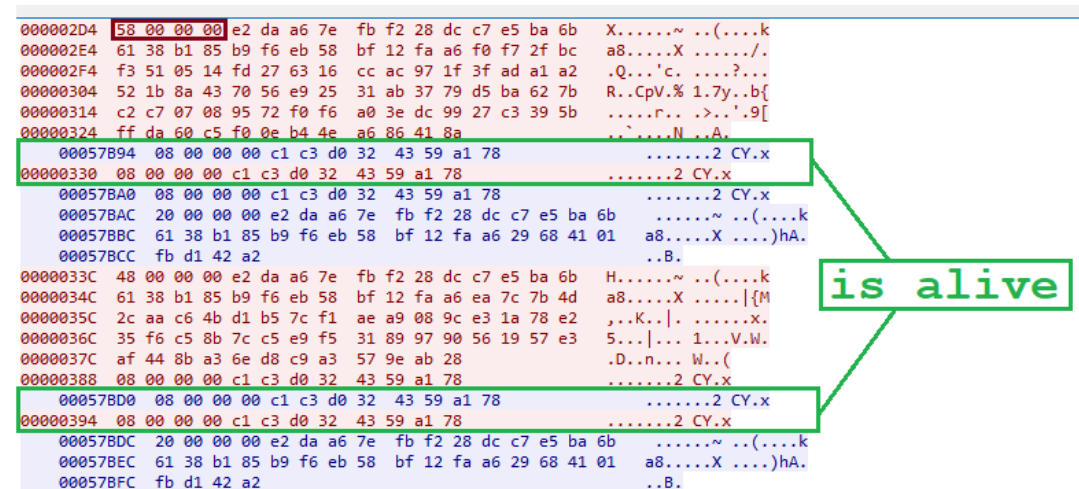 000002D4 58 00 00 00 e2 da a6 7e fb f2 28 dc c7 e5 ba 6b X......~ ..(....k
000002E4 61 38 b1 85 b9 f6 eb 58 bf 12 fa a6 f0 f7 2f bc a8.....X ....../.
000002F4 f3 51 05 14 fd 27 63 16 cc ac 97 1f 3f ad a1 a2 .Q...'c. ....?...
00000304 52 1b 8a 43 70 56 e9 25 31 ab 37 79 d5 ba 62 7b R..CpV.% 1.7y..b{
00000314 c2 c7 07 08 95 72 f0 f6 a0 3e dc 99 27 c3 39 5b .....r.. .>..'.9[
00000324 ff da 60 c5 f0 0e b4 4e a6 86 41 8a ..`....N ..A.
00057B94 08 00 00 00 c1 c3 d0 32 43 59 a1 78 .......2 CY.x
00000330 08 00 00 00 c1 c3 d0 32 43 59 a1 78 .......2 CY.x
00057BA0 08 00 00 00 c1 c3 d0 32 43 59 a1 78 .......2 CY.x
00057BAC 20 00 00 00 e2 da a6 7e fb f2 28 dc c7 e5 ba 6b ......~ ..(....k
00057BBC 61 38 b1 85 b9 f6 eb 58 bf 12 fa a6 29 68 41 01 a8.....X ....)hA.
00057BCC fb d1 42 a2 ..B.
0000033C 48 00 00 00 e2 da a6 7e fb f2 28 dc c7 e5 ba 6b H......~ ..(....k
0000034C 61 38 b1 85 b9 f6 eb 58 bf 12 fa a6 ea 7c 7b 4d a8.....X .....|{M
0000035C 2c aa c6 4b d1 b5 7c f1 ae a9 08 9c e3 1a 78 e2 ,..K..|. ......x.
0000036C 35 f6 c5 8b 7c c5 e9 f5 31 89 97 90 56 19 57 e3 5...|... 1...V.W.
0000037C af 44 8b a3 6e d8 c9 a3 57 9e ab 28 .D..n... W..(
00000388 08 00 00 00 c1 c3 d0 32 43 59 a1 78 .......2 CY.x
00057BD0 08 00 00 00 c1 c3 d0 32 43 59 a1 78 .......2 CY.x
00000394 08 00 00 00 c1 c3 d0 32 43 59 a1 78 .......2 CY.x
00057BDC 20 00 00 00 e2 da a6 7e fb f2 28 dc c7 e5 ba 6b ......~ ..(....k
00057BEC 61 38 b1 85 b9 f6 eb 58 bf 12 fa a6 29 68 41 01 a8.....X ....)hA.
00057BFC fb d1 42 a2 ..B.
is alive